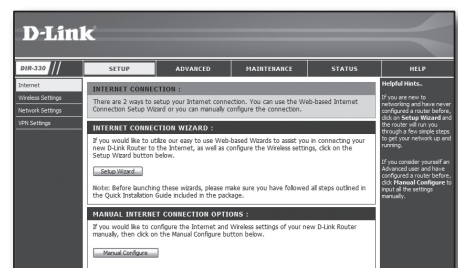 D-Link
DIR-330 //
SETUP
ADVANCED
MAINTENANCE
STATUS
HELP
Internet
Wireless Settings
Network Settings
VPN Settings
INTERNET CONNECTION :
There are 2 ways to setup your Internet connection. You can use the Web-based Internet
Connection Setup Wizard or you can manually configure the connection.
INTERNET CONNECTION WIZARD :
If you would like to utilize our easy to use Web-based Wizards to assist you in connecting your
new D-Link Router to the Internet, as well as configure the Wireless settings, click on the
Setup Wizard button below.
Setup Wizard
Note: Before launching these wizards, please make sure you have followed all steps outlined in
the Quick Installation Guide included in the package.
MANUAL INTERNET CONNECTION OPTIONS :
If you would like to configure the Internet and Wireless settings of your new D-Link Router
manually, then click on the Manual Configure button below.
Manual Configure
Helpful Hints..
If you are new to
networking and have never
configured a router before,
click on Setup Wizard and
the router will run you
through a few simple steps
to get your network up and
running.
If you consider yourself an
Advanced user and have
configured a router before,
click Manual Configure to
input all the settings
manually.